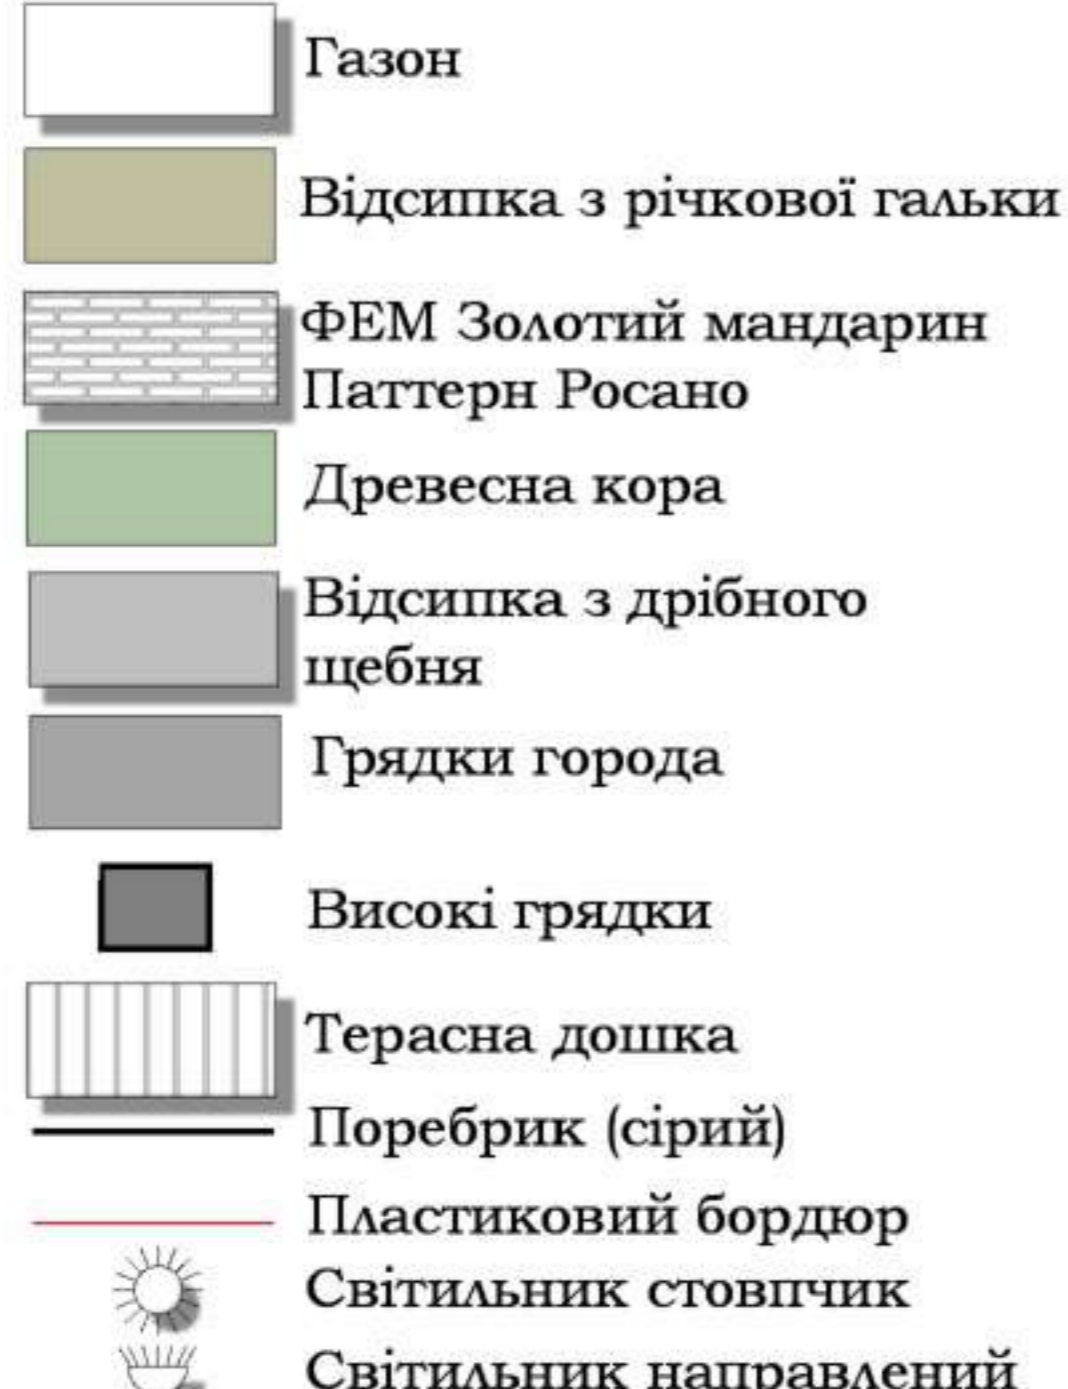 Газон
Відсипка з річкової гальки
ФЕМ Золотий мандарин
Паттерн Росано
Древесна кора
Відсипка з дрібного
щебня
Грядки города
Високі грядки
Терасна дошка
Поребрик (сірий)
Пластиковий бордюр
Світильник стовпчик
Світильник направлений